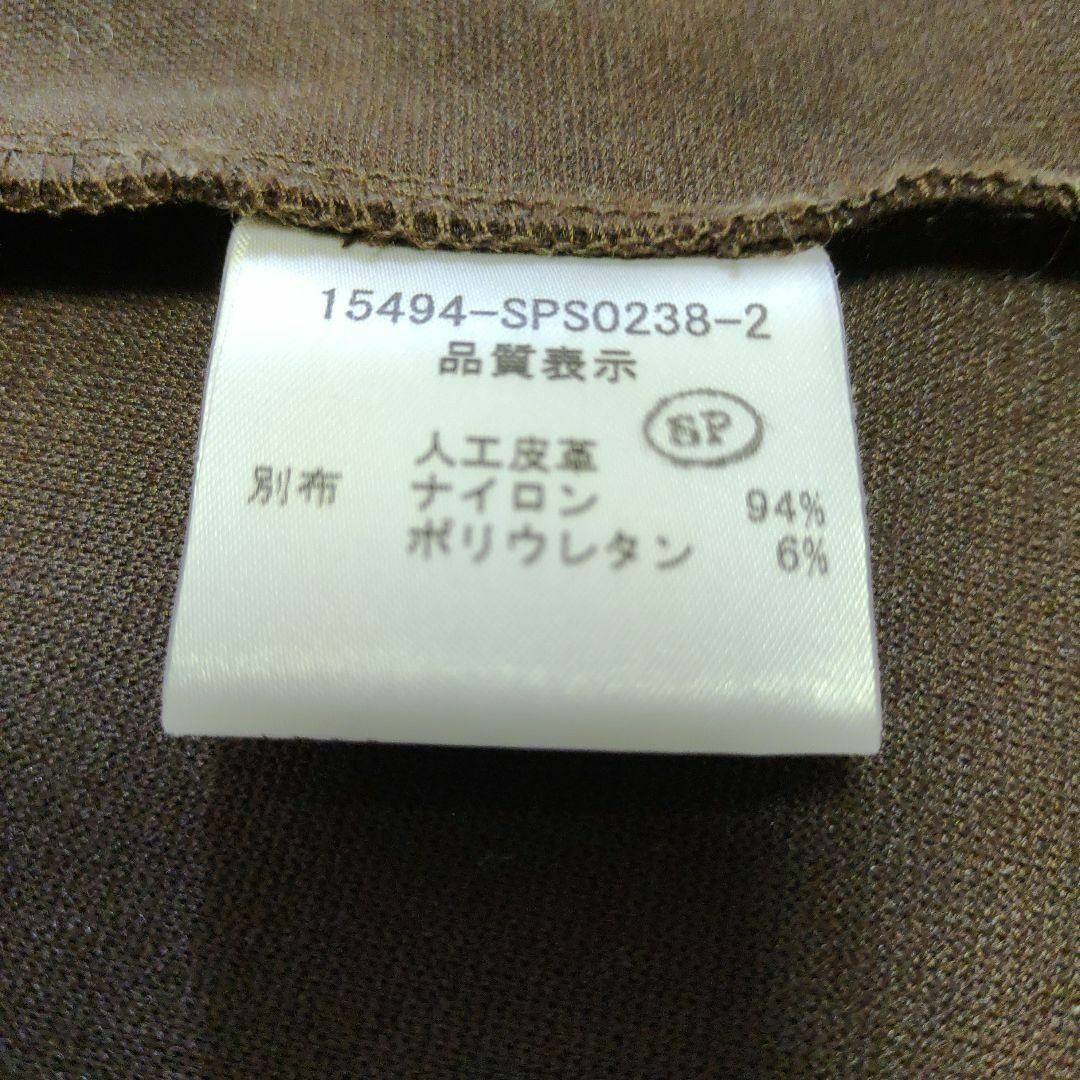 15494-SPS0238-2
品質表示
SP
人工皮革
別布 ナイロン 94%
ポリウレタン 6%